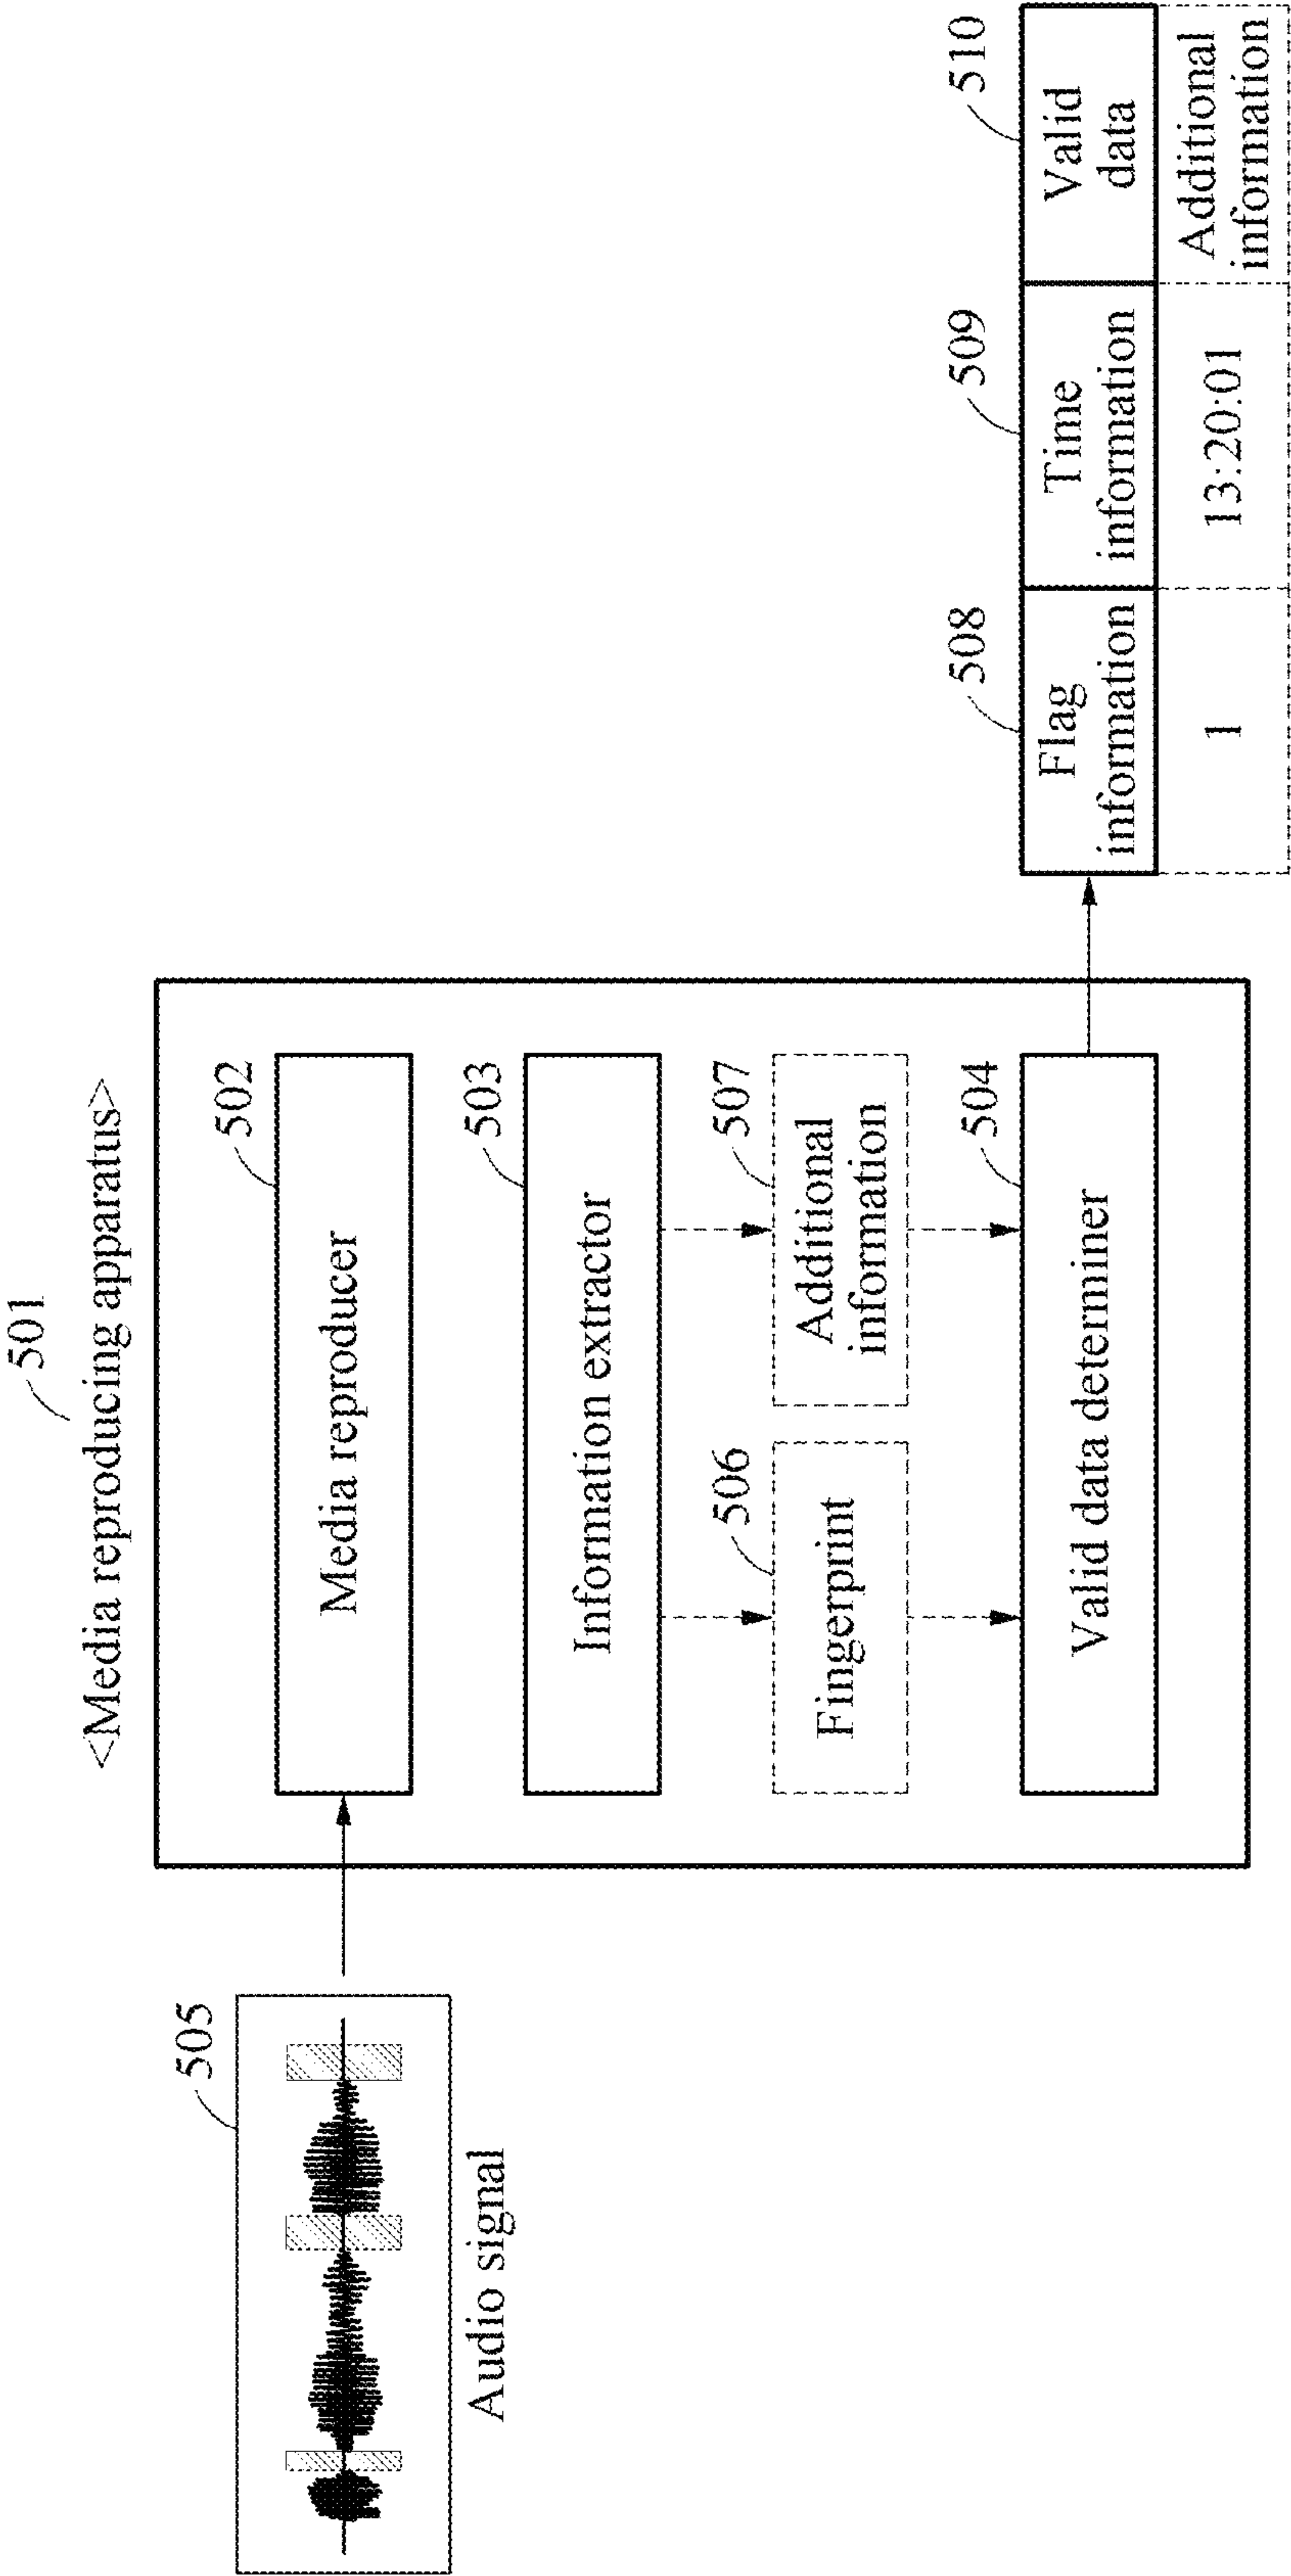 501
<Media reproducing apparatus>
505
Audio signal
502
Media reproducer
503
Information extractor
506
Fingerprint
507
Additional
information
504
Valid data determiner
508
Flag
information
509
Time
information
510
Valid
data
1
13:20:01
Additional
information